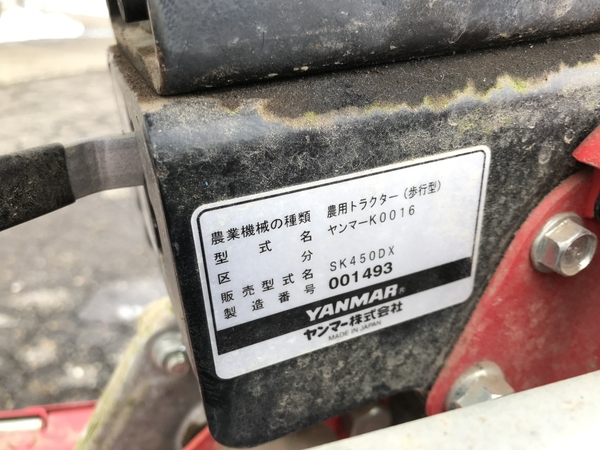 農業機械の種類 農用トラクター（歩行型）
型式名 ヤンマーK0016
区分
販売型式名 SK450DX
製造番号 001493
YANMAR®
ヤンマー株式会社
MADE IN JAPAN